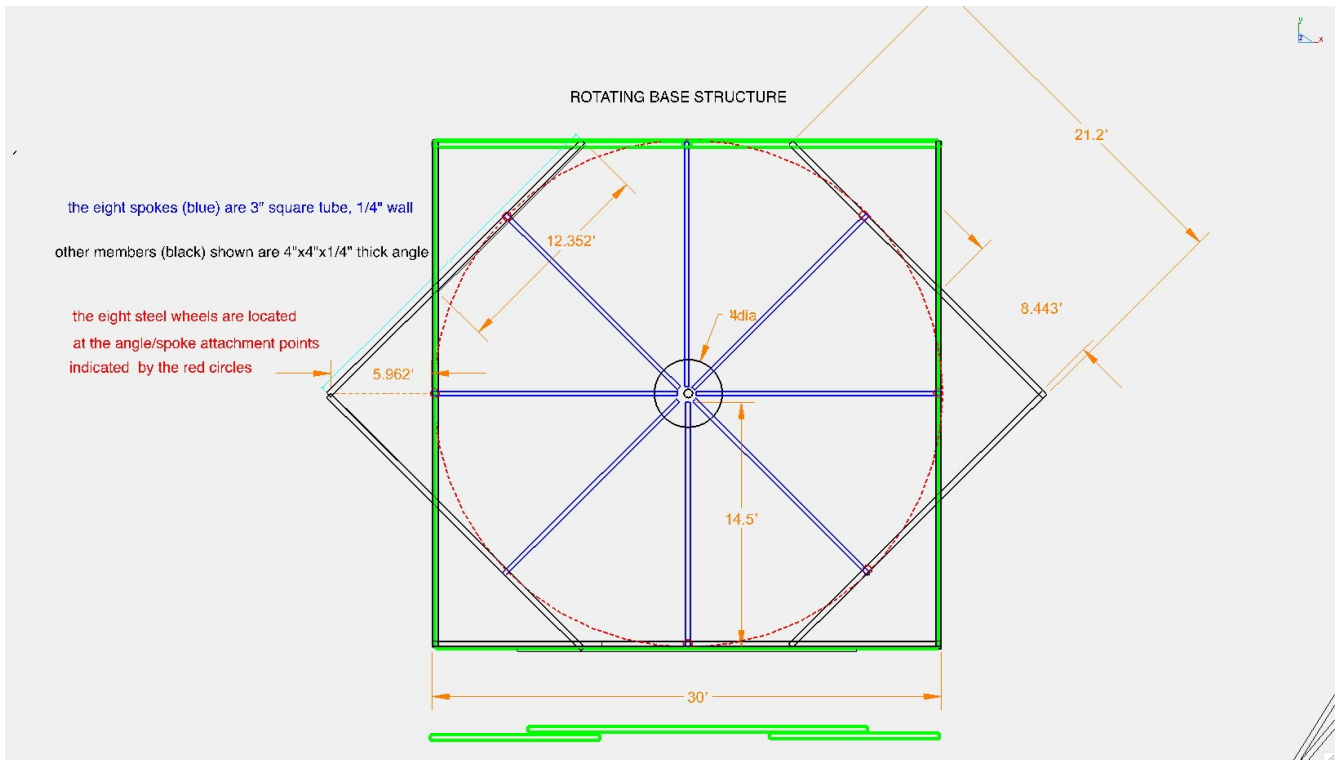 ROTATING BASE STRUCTURE
21.2'
the eight spokes (blue) are 3" square tube, 1/4" wall
12.352'
other members (black) shown are 4"x4"x1/4" thick angle
8.443'
the eight steel wheels are located
at the angle/spoke attachment points
indicated by the red circles
4dia
5.962'
14.5'
30'
y
z
x